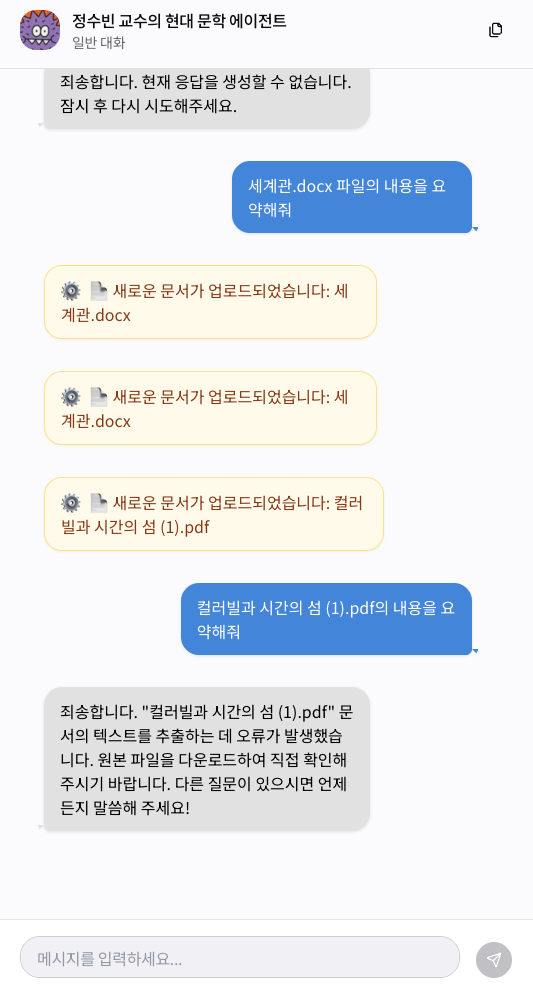 정수빈 교수의 현대 문학 에이전트
일반 대화
죄송합니다. 현재 응답을 생성할 수 없습니다.
잠시 후 다시 시도해주세요.
세계관.docx 파일의 내용을 요
약해줘
새로운 문서가 업로드되었습니다: 세
계관.docx
새로운 문서가 업로드되었습니다: 세
계관.docx
새로운 문서가 업로드되었습니다: 컬러
빌과 시간의 섬 (1).pdf
컬러빌과 시간의 섬 (1).pdf의 내용을 요
약해줘
죄송합니다. "컬러빌과 시간의 섬 (1).pdf" 문
서의 텍스트를 추출하는 데 오류가 발생했습
니다. 원본 파일을 다운로드하여 직접 확인해
주시기 바랍니다. 다른 질문이 있으시면 언제
든지 말씀해 주세요!
메시지를 입력하세요...